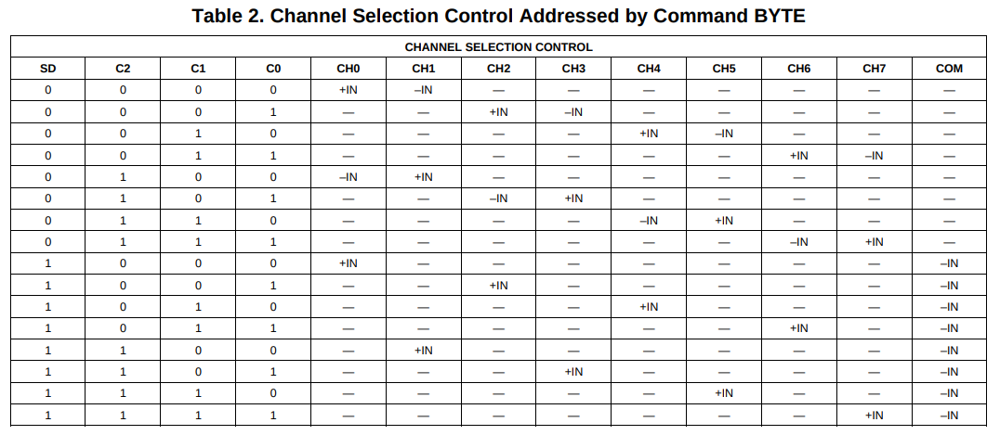 Table 2. Channel Selection Control Addressed by Command BYTE
CHANNEL SELECTION CONTROL
SD C2 C1 C0 CH0 CH1 CH2 CH3 CH4 CH5 CH6 CH7 COM
0 0 0 0 +IN –IN — — — — — — —
0 0 0 1 — — +IN –IN — — — — —
0 0 1 0 — — — — +IN –IN — — —
0 0 1 1 — — — — — — +IN –IN —
0 1 0 0 –IN +IN — — — — — — —
0 1 0 1 — — –IN +IN — — — — —
0 1 1 0 — — — — –IN +IN — — —
0 1 1 1 — — — — — — –IN +IN —
1 0 0 0 +IN — — — — — — — –IN
1 0 0 1 — — +IN — — — — — –IN
1 0 1 0 — — — — +IN — — — –IN
1 0 1 1 — — — — — — +IN — –IN
1 1 0 0 — +IN — — — — — — –IN
1 1 0 1 — — — +IN — — — — –IN
1 1 1 0 — — — — — +IN — — –IN
1 1 1 1 — — — — — — — +IN –IN